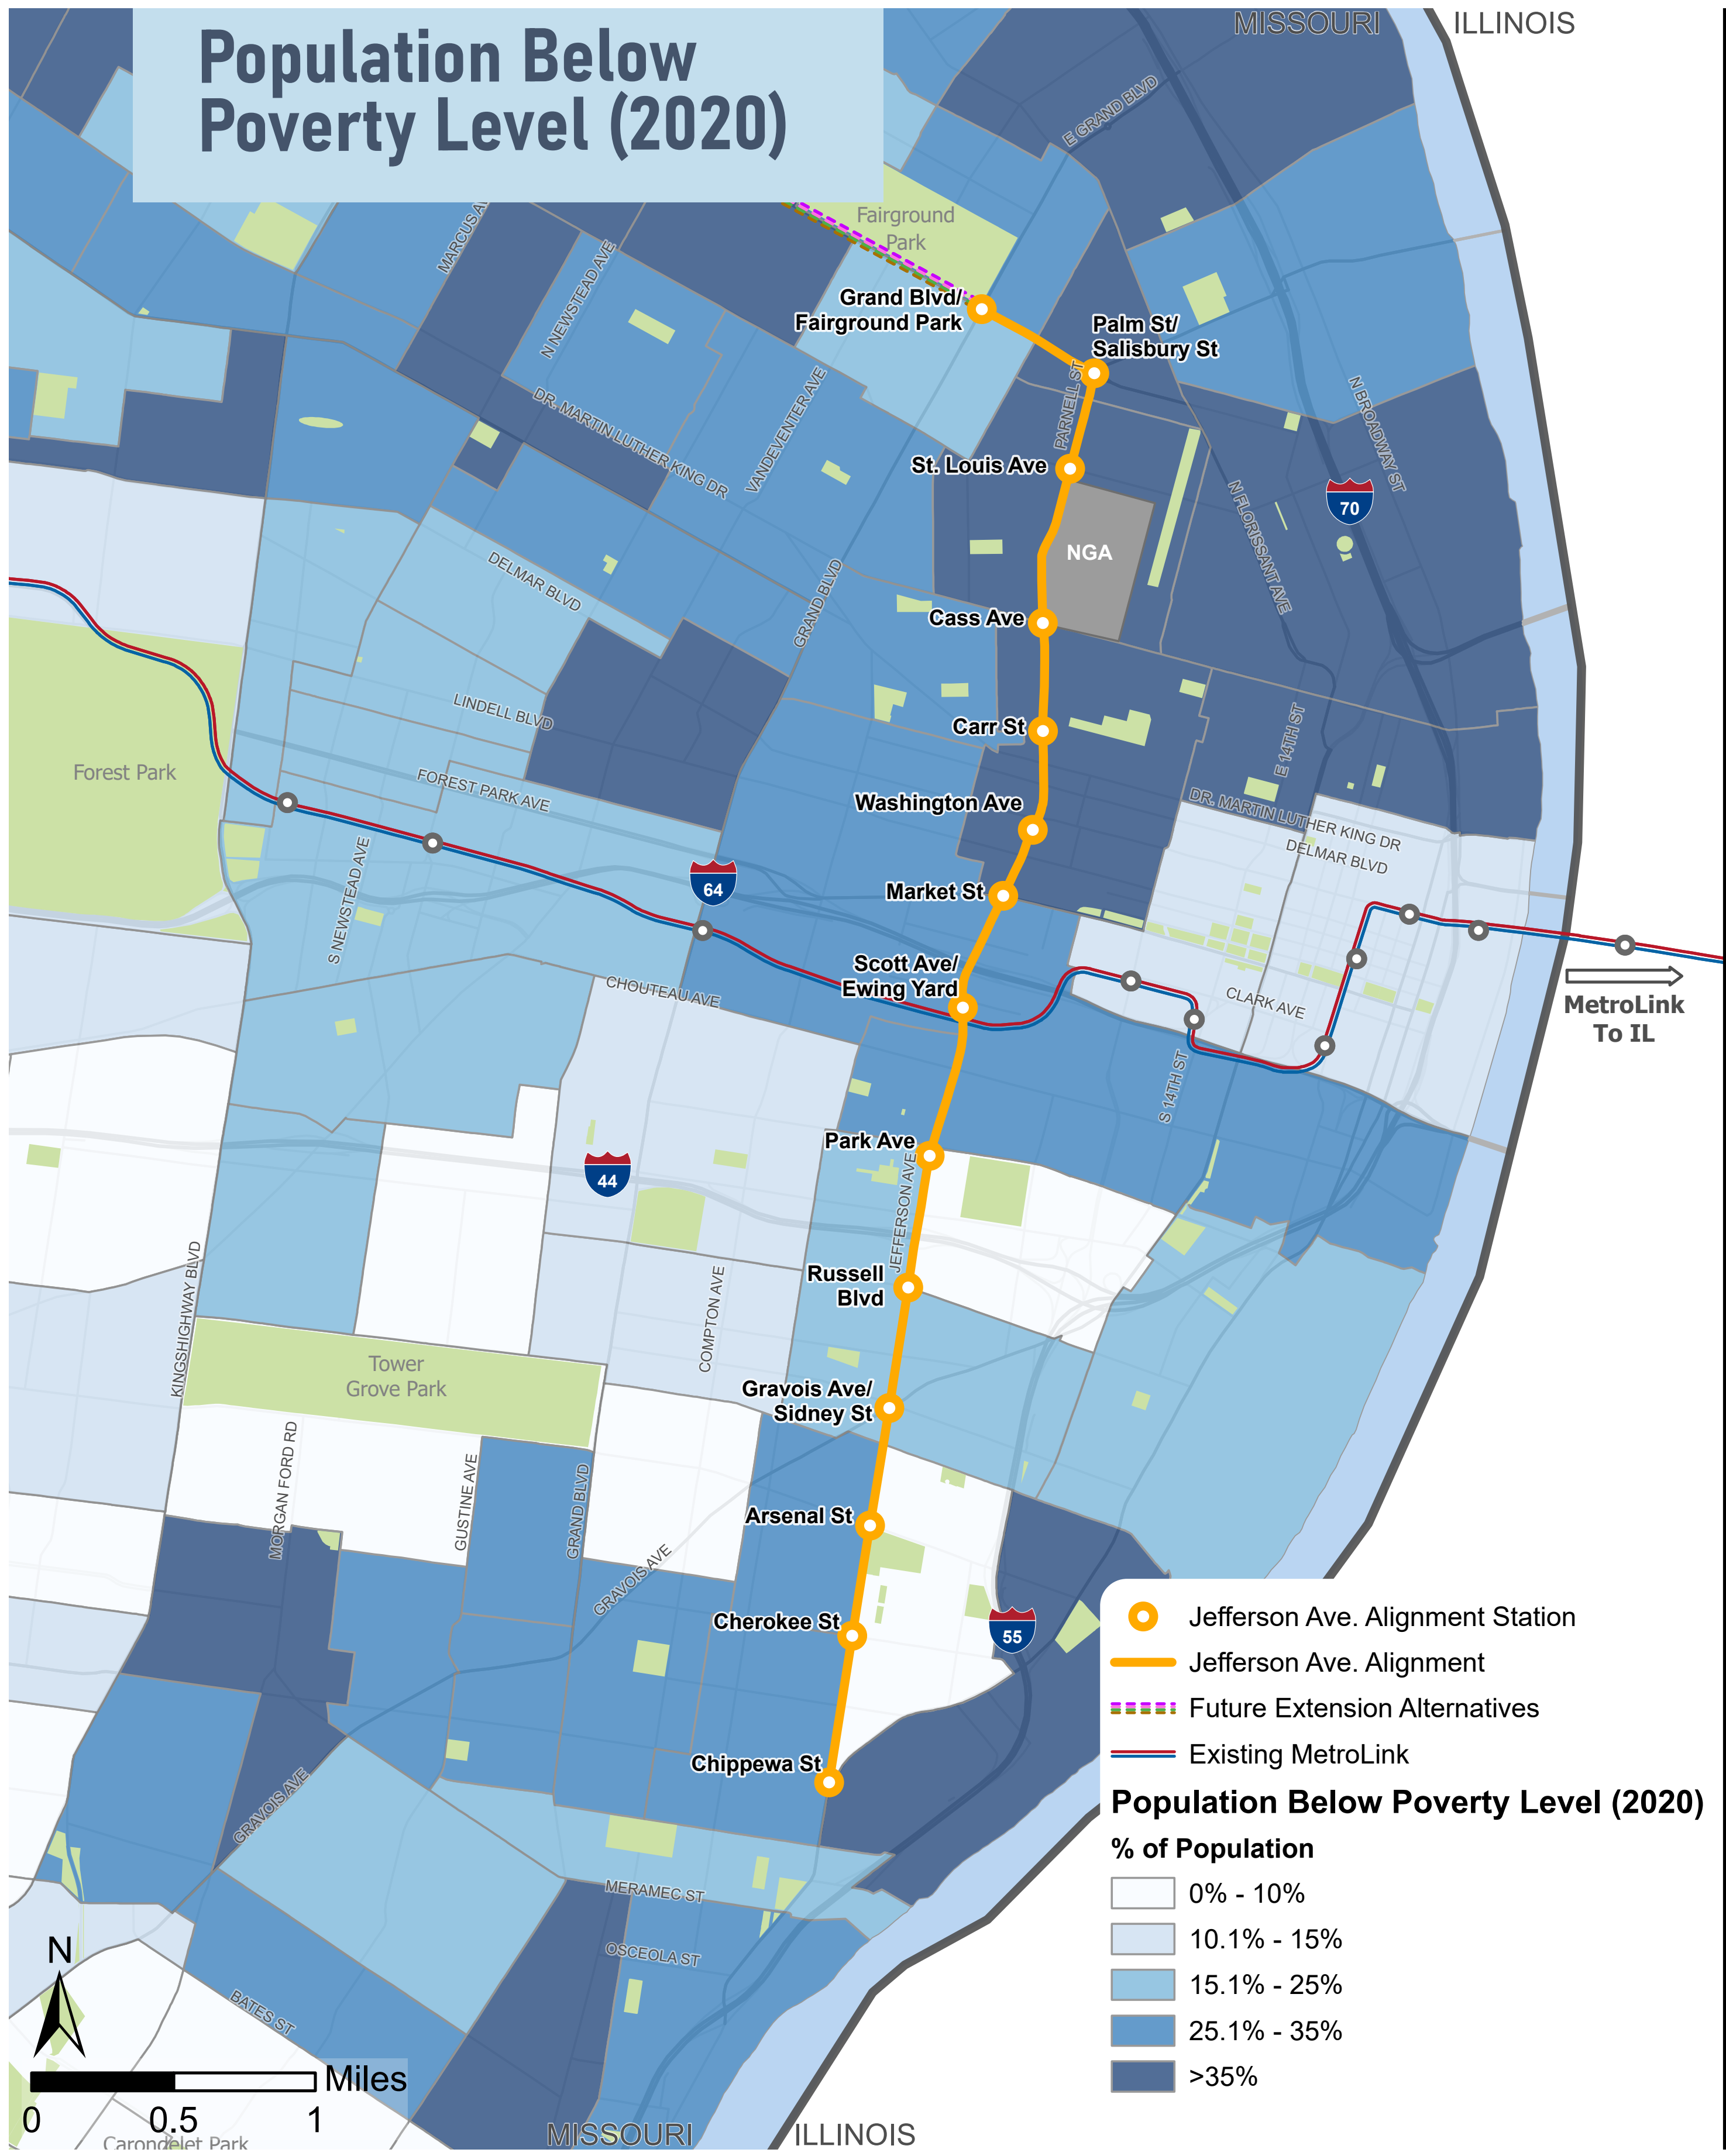 Population Below
Poverty Level (2020)
MISSOURI
ILLINOIS
E GRAND BLVD
Fairground
Park
MARCUS AV
N NEWSTEAD AVE
Grand Blvd/
Fairground Park
Palm St/
Salisbury St
PARNELL ST
N BROADWAY ST
DR. MARTIN LUTHER KING DR
VANDEVENTER AVE
St. Louis Ave
N FLORISSANT AVE
70
NGA
DELMAR BLVD
GRAND BLVD
Cass Ave
LINDELL BLVD
Carr St
E 14TH ST
Forest Park
FOREST PARK AVE
Washington Ave
DR. MARTIN LUTHER KING DR
DELMAR BLVD
64
Market St
S NEWSTEAD AVE
Scott Ave/
Ewing Yard
CHOUTEAU AVE
CLARK AVE
MetroLink
To IL
S 14TH ST
Park Ave
44
JEFFERSON AVE
KINGSHIGHWAY BLVD
Russell
Blvd
COMPTON AVE
Tower
Grove Park
Gravois Ave/
Sidney St
MORGAN FORD RD
GUSTINE AVE
GRAND BLVD
Arsenal St
GRAVOIS AVE
Cherokee St
55
Chippewa St
GRAVOIS AVE
MERAMEC ST
OSCEOLA ST
BATES ST
Jefferson Ave. Alignment Station
Jefferson Ave. Alignment
Future Extension Alternatives
Existing MetroLink
Population Below Poverty Level (2020)
% of Population
0% - 10%
10.1% - 15%
15.1% - 25%
25.1% - 35%
>35%
N
Miles
0 0.5 1
Carondelet Park
MISSOURI
ILLINOIS